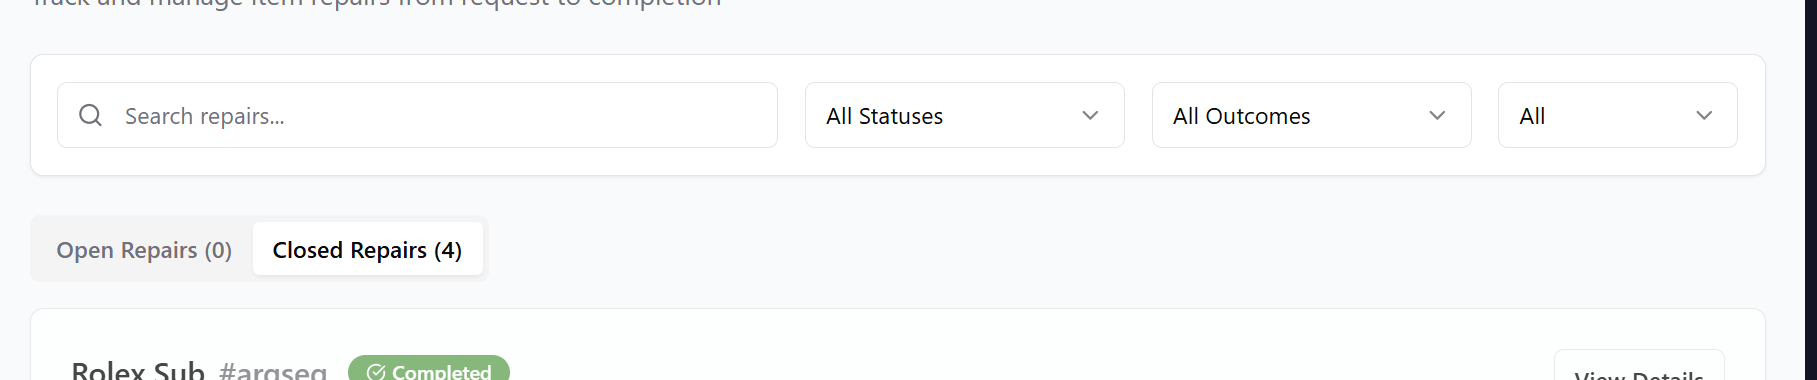 Track and manage item repairs from request to completion
Search repairs...
All Statuses
All Outcomes
All
Open Repairs (0)
Closed Repairs (4)
Rolex Sub #argseg
Completed
View Details